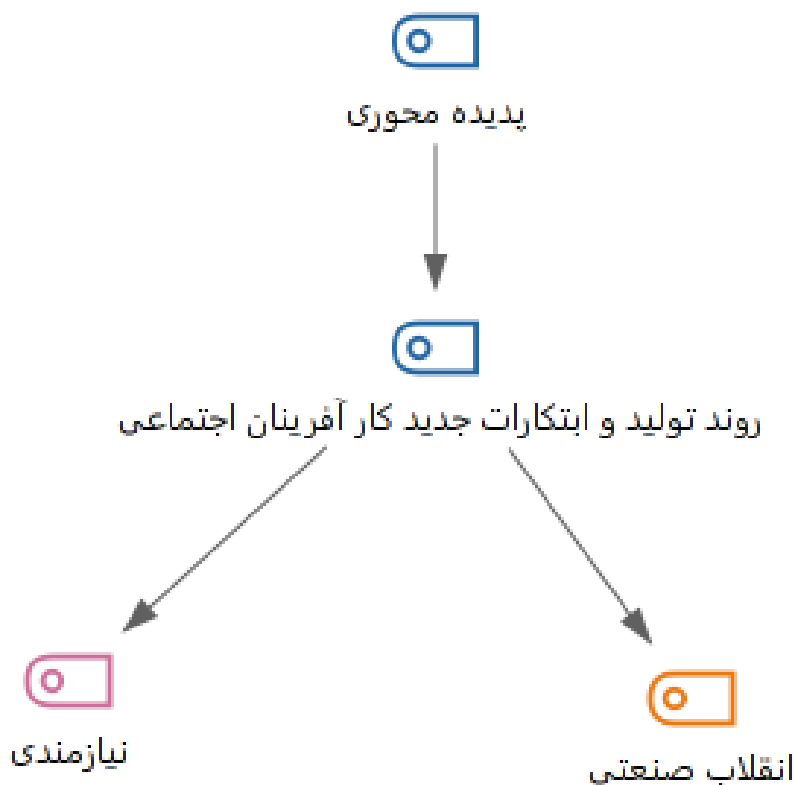 پدیده محوری
روند تولید و ابتکارات جدید کار آفرینان اجتماعی
نیازمندی
انقلاب صنعتی